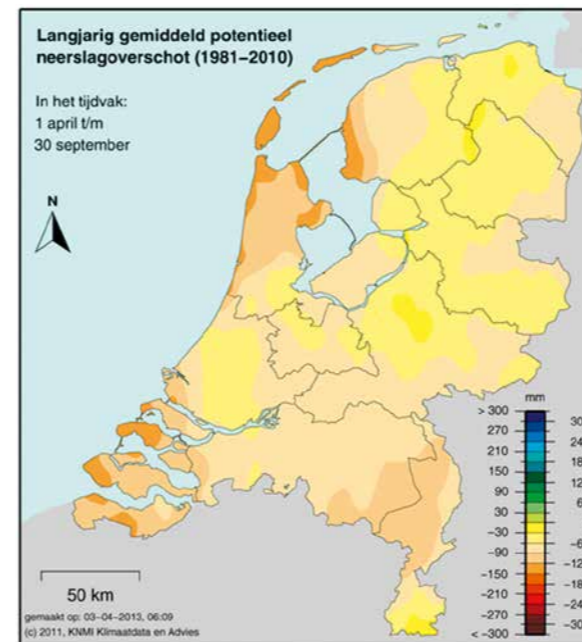 Langjarig gemiddeld potentieel
neerslagoverschot (1981–2010)
In het tijdvak:
1 april t/m
30 september
N
mm
> 300
270
210
150
90
30
−30
−90
−150
−210
−270
< −300
50 km
gemaakt op: 03−04−2013, 06:09
(c) 2011, KNMI Klimaatdata en Advies